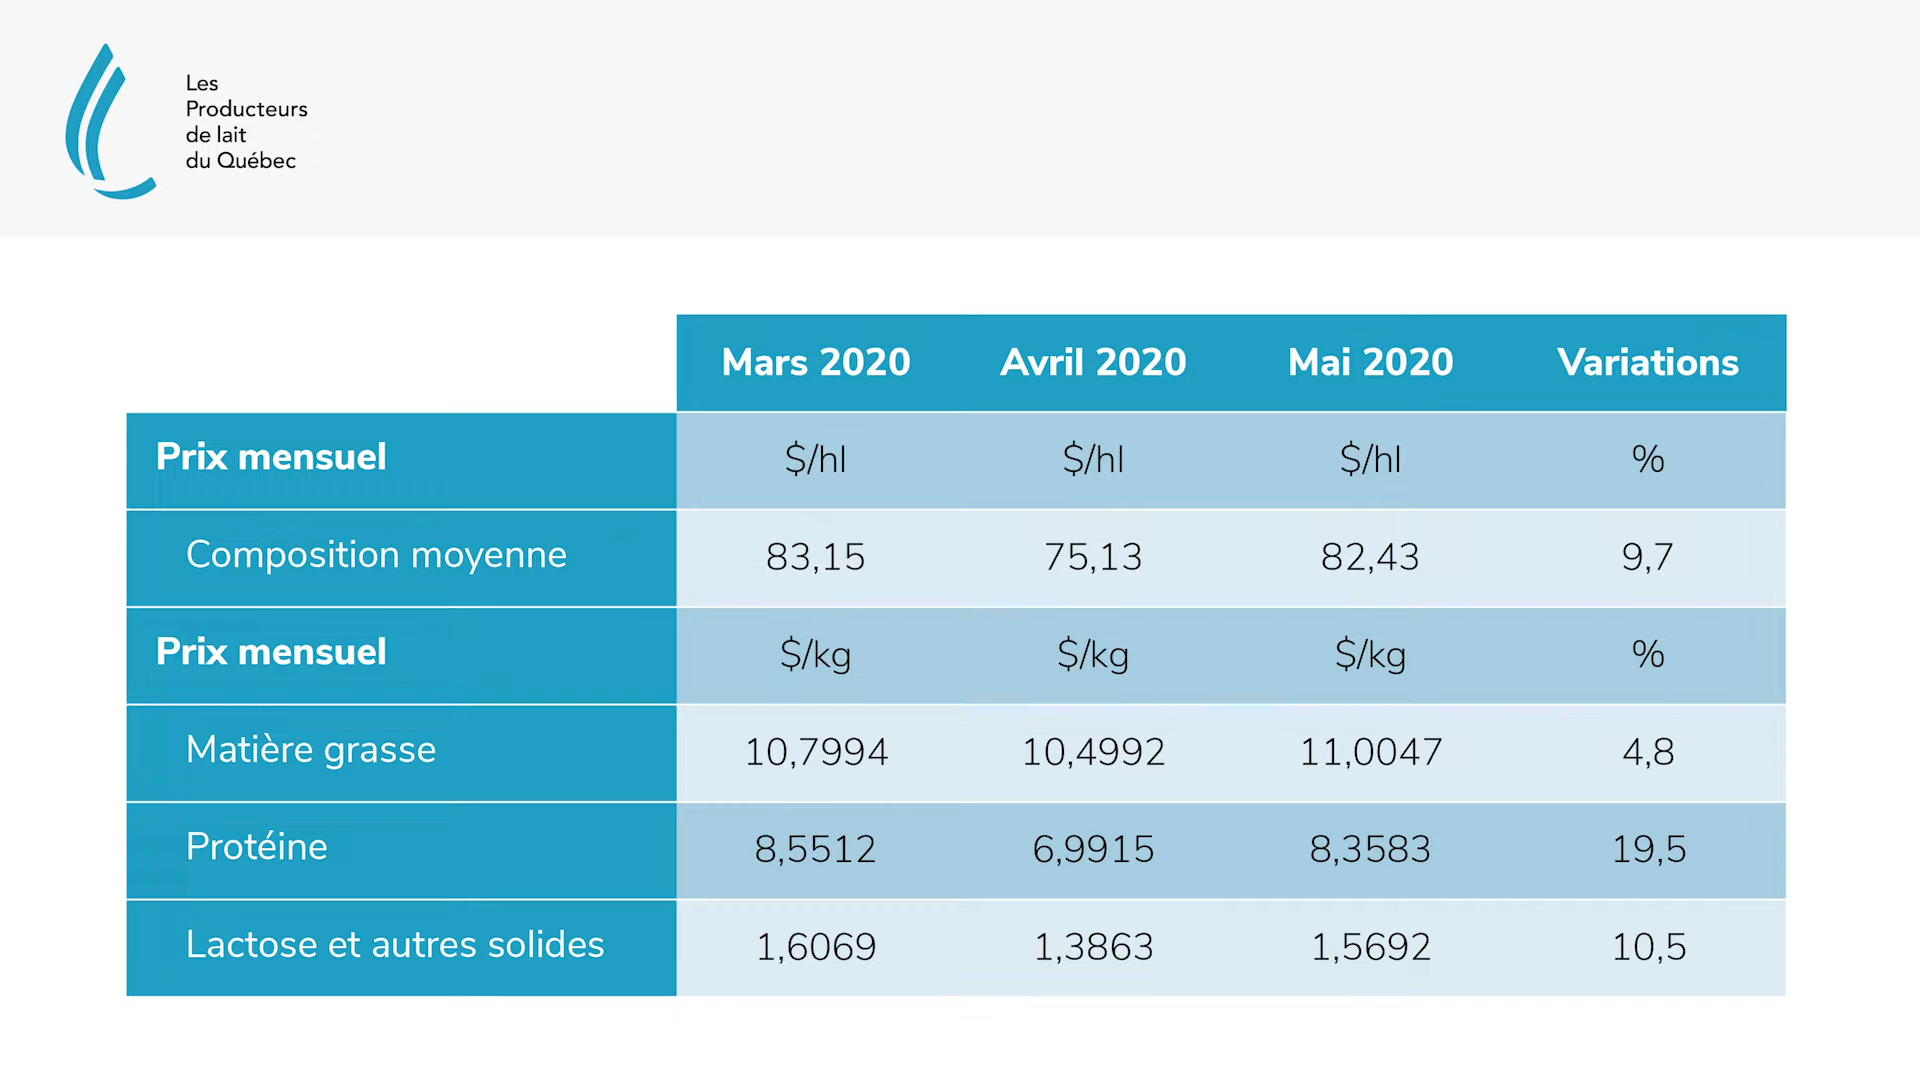 Les
Producteurs
de lait
du Québec
Mars 2020 Avril 2020 Mai 2020 Variations
Prix mensuel $/hl $/hl $/hl %
Composition moyenne 83,15 75,13 82,43 9,7
Prix mensuel $/kg $/kg $/kg %
Matière grasse 10,7994 10,4992 11,0047 4,8
Protéine 8,5512 6,9915 8,3583 19,5
Lactose et autres solides 1,6069 1,3863 1,5692 10,5